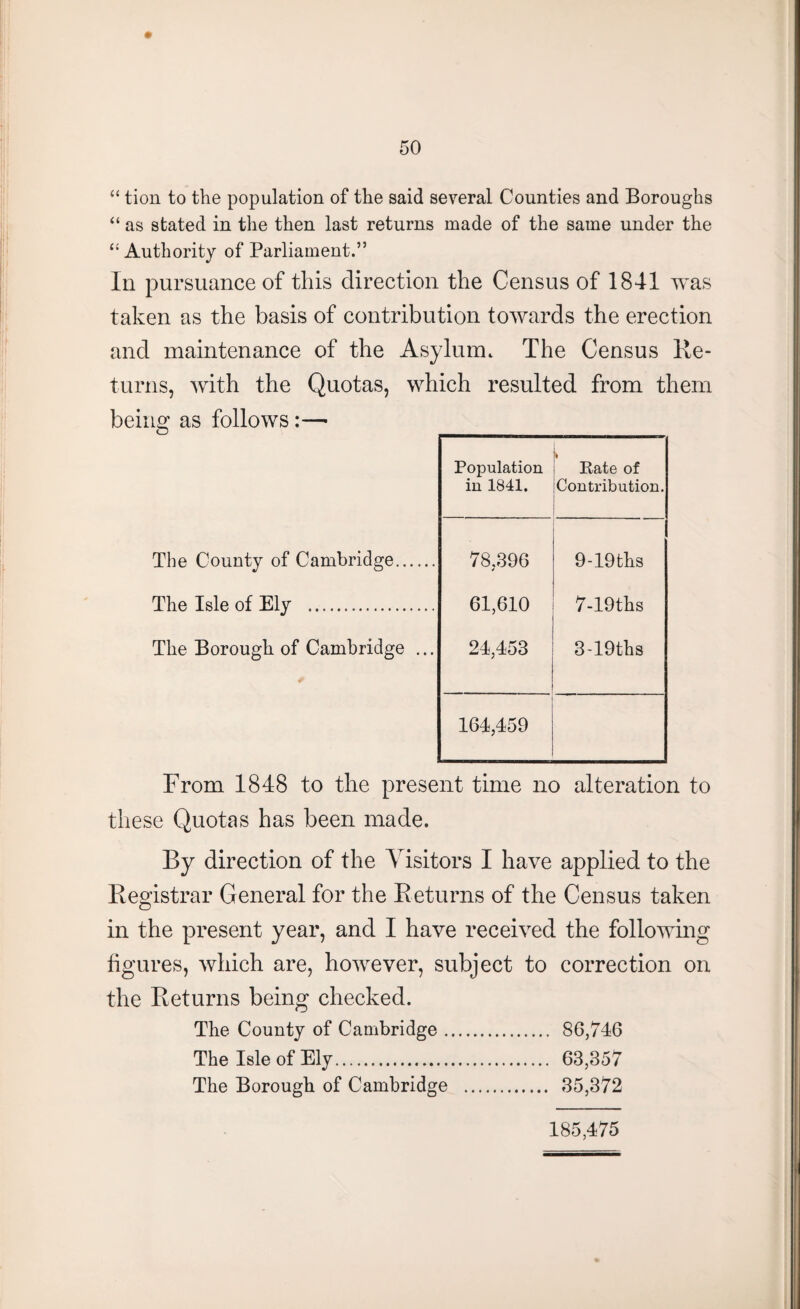 50
“ tion to the population of the said several Counties and Boroughs
“ as stated in the then last returns made of the same under the
“ Authority of Parliament.”
In pursuance of this direction the Census of 1841 was
taken as the basis of contribution towards the erection
and maintenance of the Asylum. The Census Re-
turns, with the Quotas, which resulted from them
being as follows :—
Population in 1841. Rate of Contribution.
The County of Cambridge...... 78,396 9-19ths
The Isle of Ely .................. 61,610 7-19ths
The Borough of Cambridge ... 24,453 3-19ths
164,459
From 1848 to the present time no alteration to
these Quotas has been made.
By direction of the Visitors I have applied to the
Registrar General for the Returns of the Census taken
in the present year, and I have received the following
figures, which are, however, subject to correction on
the Returns being checked.
The County of Cambridge .................. 86,746
The Isle of Ely.................................... 63,357
The Borough of Cambridge ............ 35,372
185,475